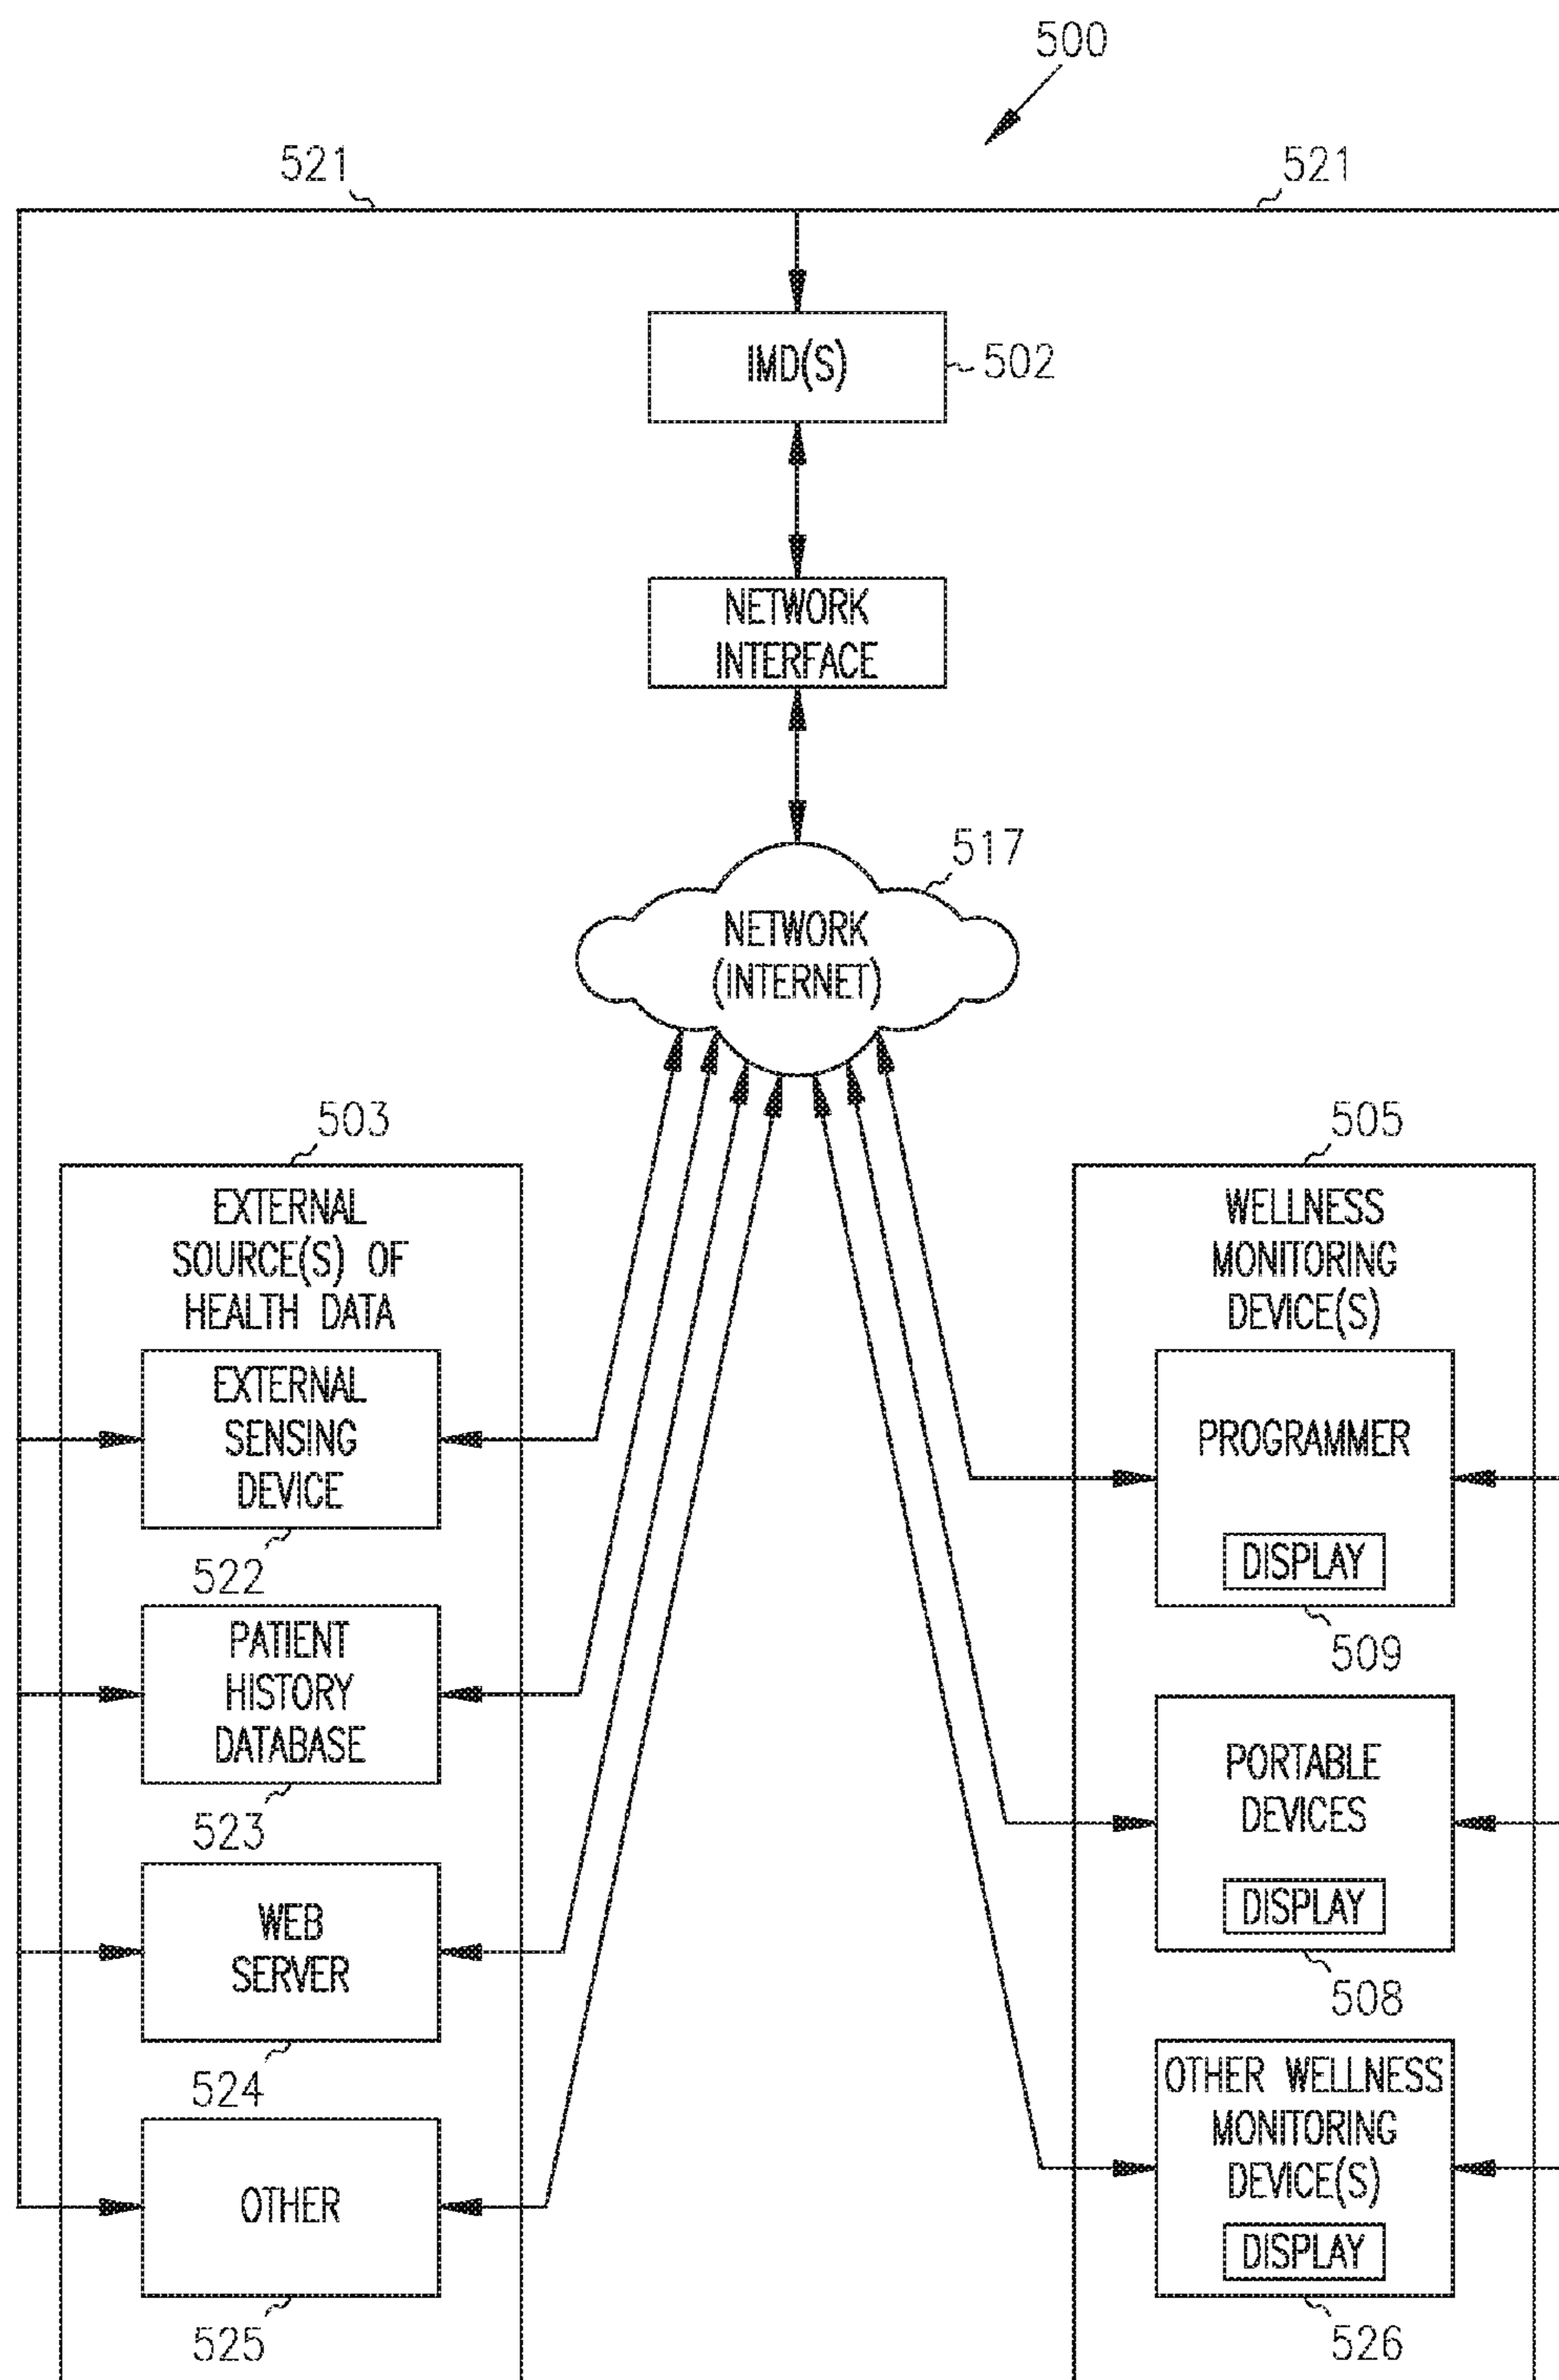 500
521
521
IMD(S)
502
NETWORK
INTERFACE
517
NETWORK
(INTERNET)
503
EXTERNAL
SOURCE(S) OF
HEALTH DATA
EXTERNAL
SENSING
DEVICE
522
PATIENT
HISTORY
DATABASE
523
WEB
SERVER
524
OTHER
525
505
WELLNESS
MONITORING
DEVICE(S)
PROGRAMMER
DISPLAY
509
PORTABLE
DEVICES
DISPLAY
508
OTHER WELLNESS
MONITORING
DEVICE(S)
DISPLAY
526